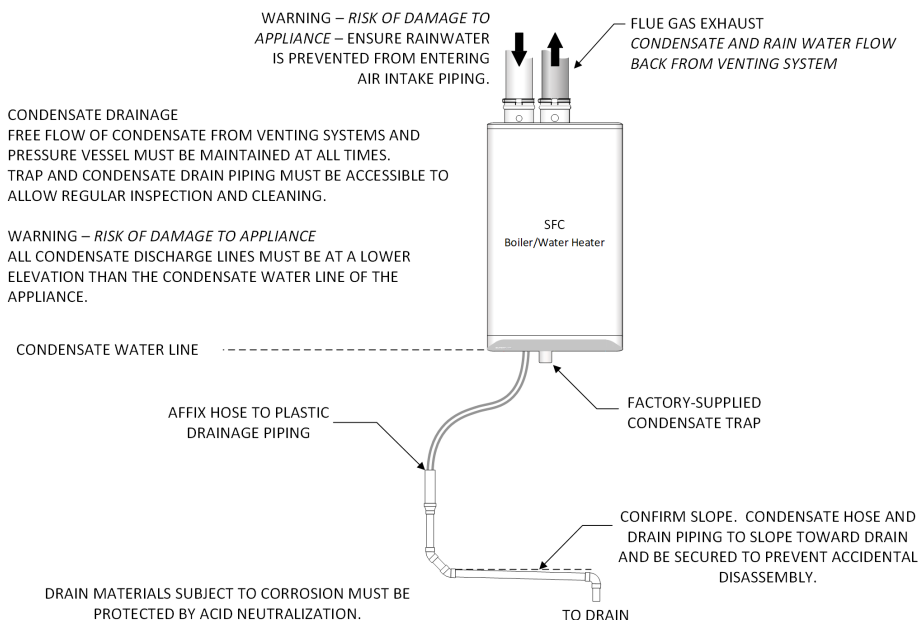 WARNING – RISK OF DAMAGE TO
APPLIANCE – ENSURE RAINWATER
IS PREVENTED FROM ENTERING
AIR INTAKE PIPING.
FLUE GAS EXHAUST
CONDENSATE AND RAIN WATER FLOW
BACK FROM VENTING SYSTEM
CONDENSATE DRAINAGE
FREE FLOW OF CONDENSATE FROM VENTING SYSTEMS AND
PRESSURE VESSEL MUST BE MAINTAINED AT ALL TIMES.
TRAP AND CONDENSATE DRAIN PIPING MUST BE ACCESSIBLE TO
ALLOW REGULAR INSPECTION AND CLEANING.
WARNING – RISK OF DAMAGE TO APPLIANCE
ALL CONDENSATE DISCHARGE LINES MUST BE AT A LOWER
ELEVATION THAN THE CONDENSATE WATER LINE OF THE
APPLIANCE.
SFC
Boiler/Water Heater
CONDENSATE WATER LINE
FACTORY-SUPPLIED
CONDENSATE TRAP
AFFIX HOSE TO PLASTIC
DRAINAGE PIPING
CONFIRM SLOPE.  CONDENSATE HOSE AND
DRAIN PIPING TO SLOPE TOWARD DRAIN
AND BE SECURED TO PREVENT ACCIDENTAL
DISASSEMBLY.
DRAIN MATERIALS SUBJECT TO CORROSION MUST BE
PROTECTED BY ACID NEUTRALIZATION.
TO DRAIN